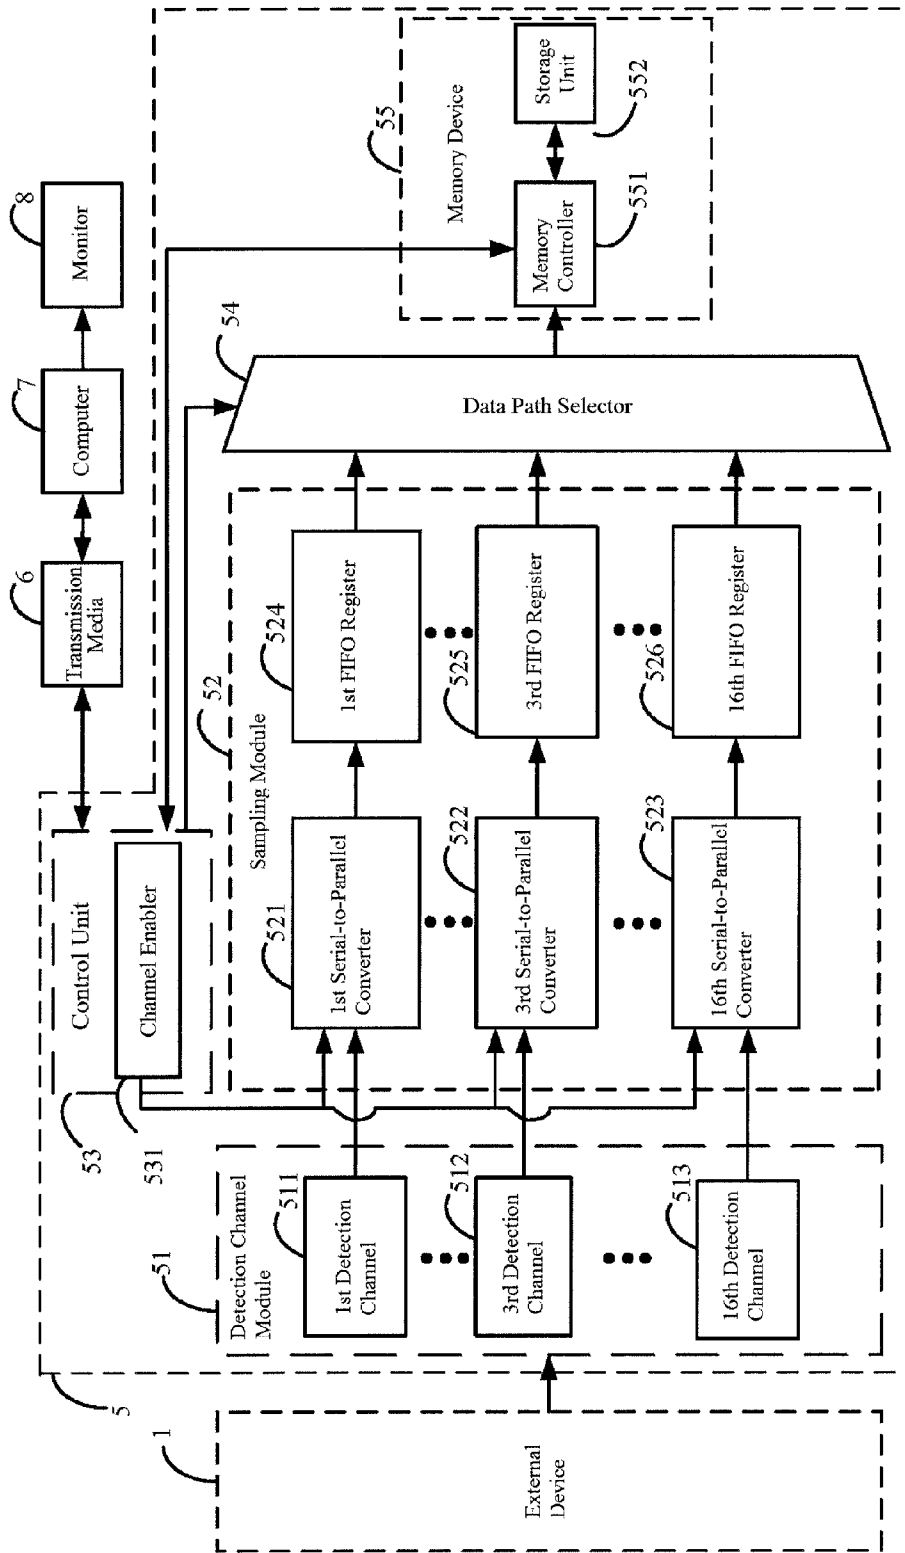 1
External
Device
5
51
Detection Channel
Module
511
1st Detection
Channel
512
3rd Detection
Channel
513
16th Detection
Channel
53
Control Unit
531
Channel Enabler
52
Sampling Module
521
1st Serial-to-Parallel
Converter
522
3rd Serial-to-Parallel
Converter
523
16th Serial-to-Parallel
Converter
524
1st FIFO Register
525
3rd FIFO Register
526
16th FIFO Register
54
Data Path Selector
55
Memory Device
Memory
Controller
551
Storage
Unit
552
6
Transmission
Media
7
Computer
8
Monitor